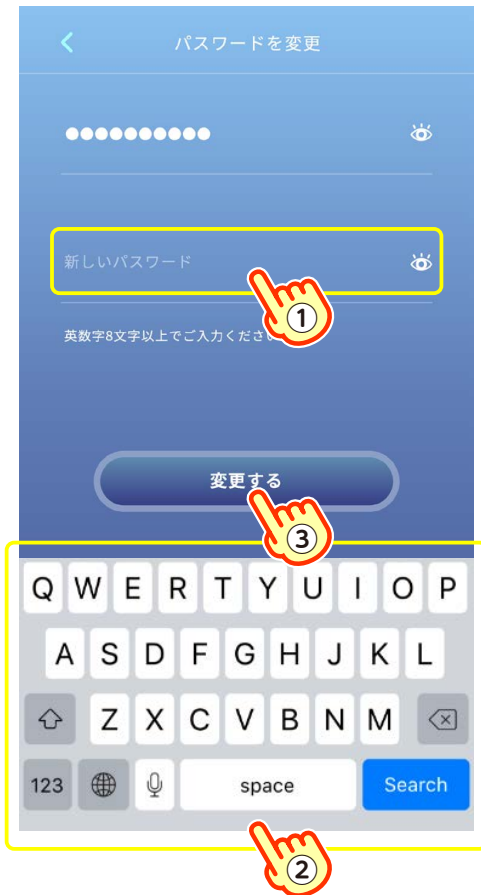 パスワードを変更
●●●●●●●●●●
新しいパスワード
①
英数字8文字以上でご入力くださ
変更する
③
Q W E R T Y U I O P
A S D F G H J K L
Z X C V B N M
123 space Search
②